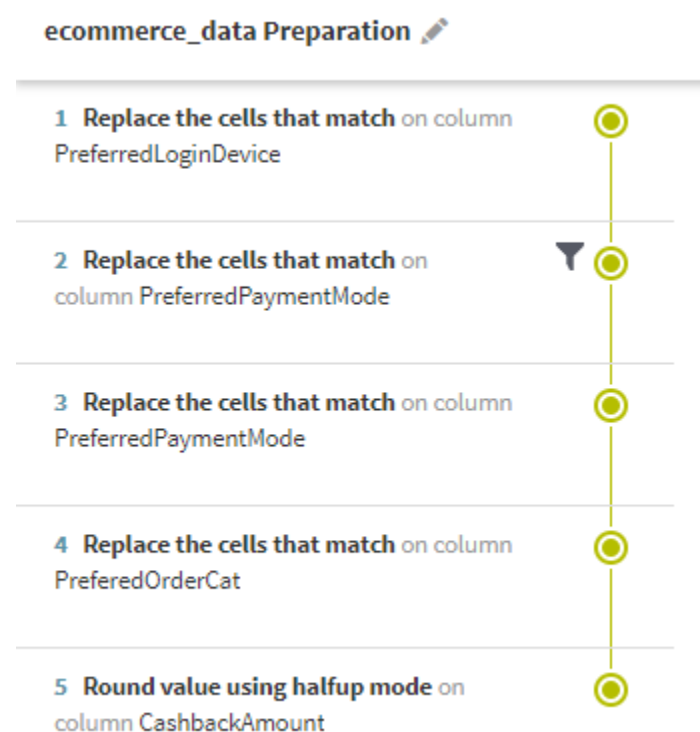 ecommerce_data Preparation
1 Replace the cells that match on column
PreferredLoginDevice
2 Replace the cells that match on
column PreferredPaymentMode
3 Replace the cells that match on column
PreferredPaymentMode
4 Replace the cells that match on column
PreferedOrderCat
5 Round value using halfup mode on
column CashbackAmount